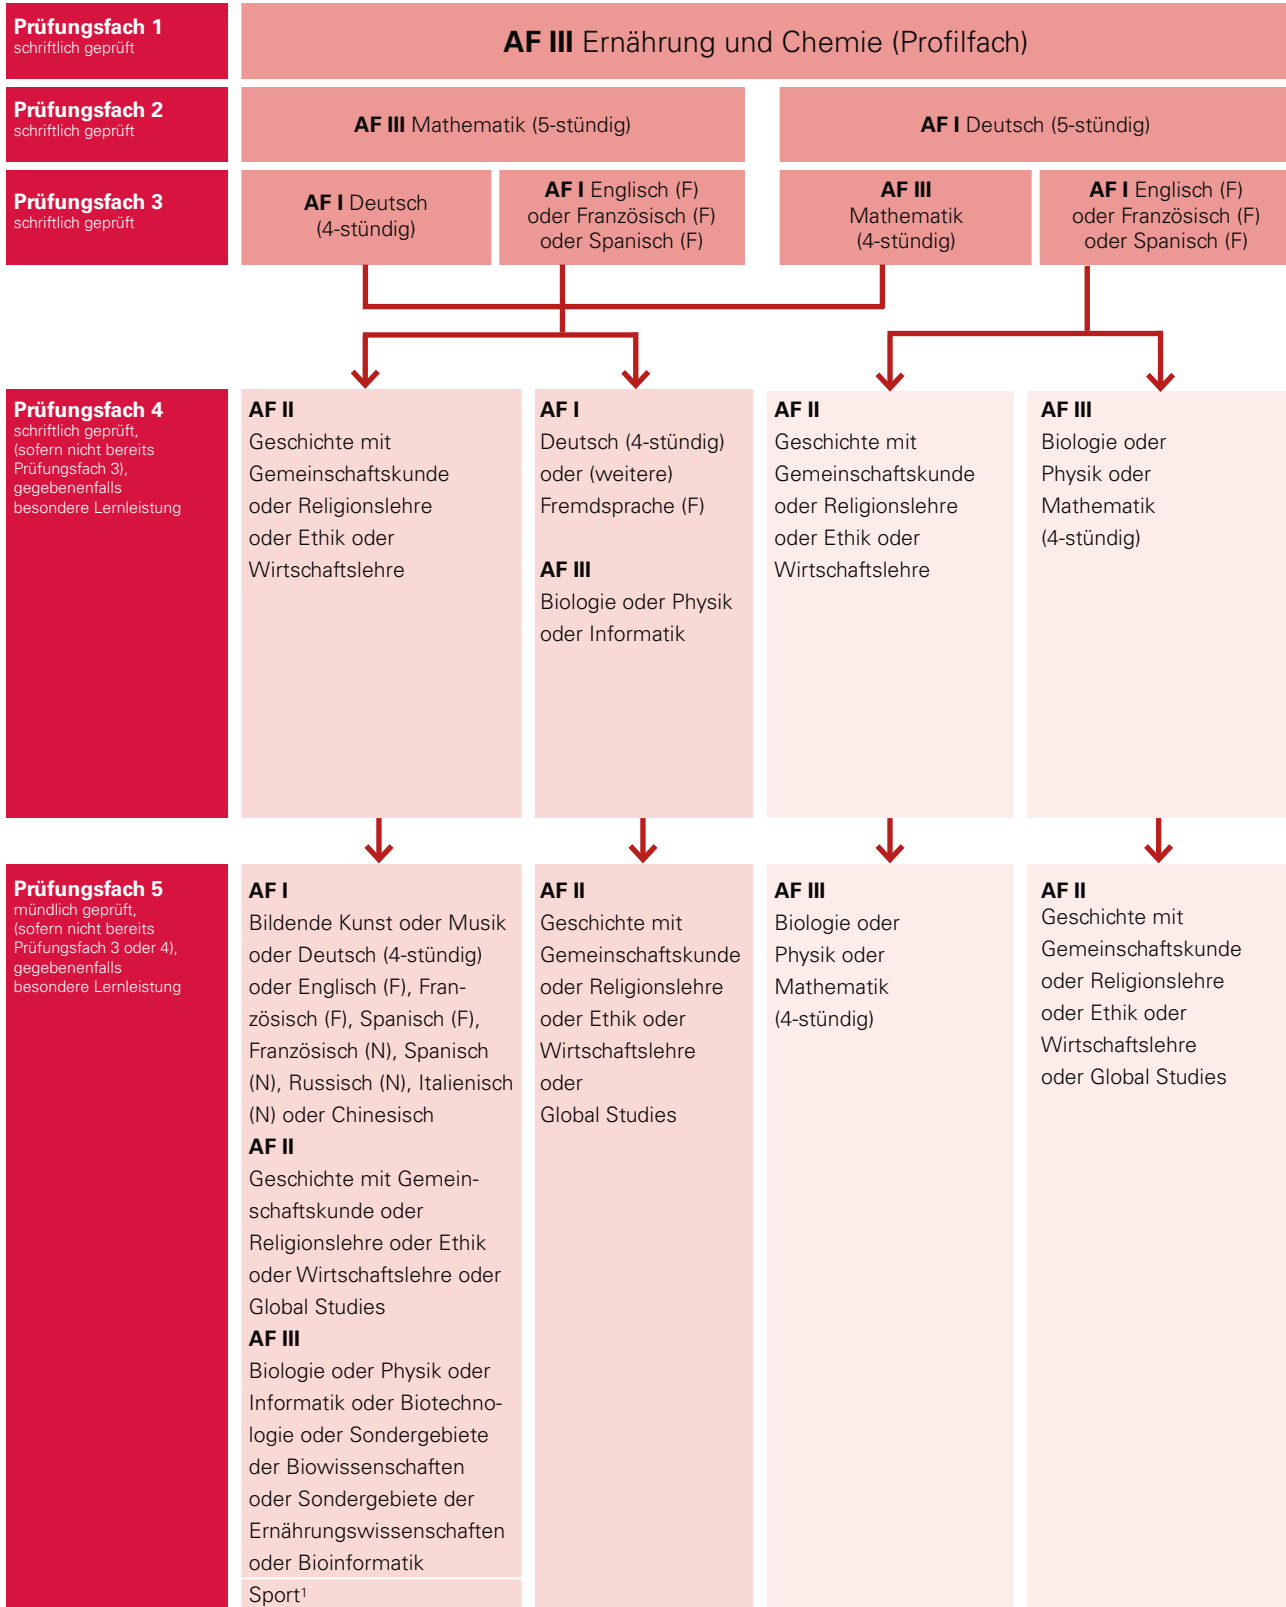 Prüfungsfach 1
schriftlich geprüft
AF III Ernährung und Chemie (Profilfach)
Prüfungsfach 2
schriftlich geprüft
AF III Mathematik (5-stündig)
AF I Deutsch (5-stündig)
Prüfungsfach 3
schriftlich geprüft
AF I Deutsch
(4-stündig)
AF I Englisch (F)
oder Französisch (F)
oder Spanisch (F)
AF III
Mathematik
(4-stündig)
AF I Englisch (F)
oder Französisch (F)
oder Spanisch (F)
Prüfungsfach 4
schriftlich geprüft,
(sofern nicht bereits
Prüfungsfach 3),
gegebenenfalls
besondere Lernleistung
AF II
Geschichte mit
Gemeinschaftskunde
oder Religionslehre
oder Ethik oder
Wirtschaftslehre
AF I
Deutsch (4-stündig)
oder (weitere)
Fremdsprache (F)
AF III
Biologie oder Physik
oder Informatik
AF II
Geschichte mit
Gemeinschaftskunde
oder Religionslehre
oder Ethik oder
Wirtschaftslehre
AF III
Biologie oder
Physik oder
Mathematik
(4-stündig)
Prüfungsfach 5
mündlich geprüft,
(sofern nicht bereits
Prüfungsfach 3 oder 4),
gegebenenfalls
besondere Lernleistung
AF I
Bildende Kunst oder Musik
oder Deutsch (4-stündig)
oder Englisch (F), Fran-
zösisch (F), Spanisch (F),
Französisch (N), Spanisch
(N), Russisch (N), Italienisch
(N) oder Chinesisch
AF II
Geschichte mit Gemein-
schaftskunde oder
Religionslehre oder Ethik
oder Wirtschaftslehre oder
Global Studies
AF III
Biologie oder Physik oder
Informatik oder Biotechno-
logie oder Sondergebiete
der Biowissenschaften
oder Sondergebiete der
Ernährungswissenschaften
oder Bioinformatik
Sport¹
AF II
Geschichte mit
Gemeinschaftskunde
oder Religionslehre
oder Ethik oder
Wirtschaftslehre
oder
Global Studies
AF III
Biologie oder
Physik oder
Mathematik
(4-stündig)
AF II
Geschichte mit
Gemeinschaftskunde
oder Religionslehre
oder Ethik oder
Wirtschaftslehre
oder Global Studies